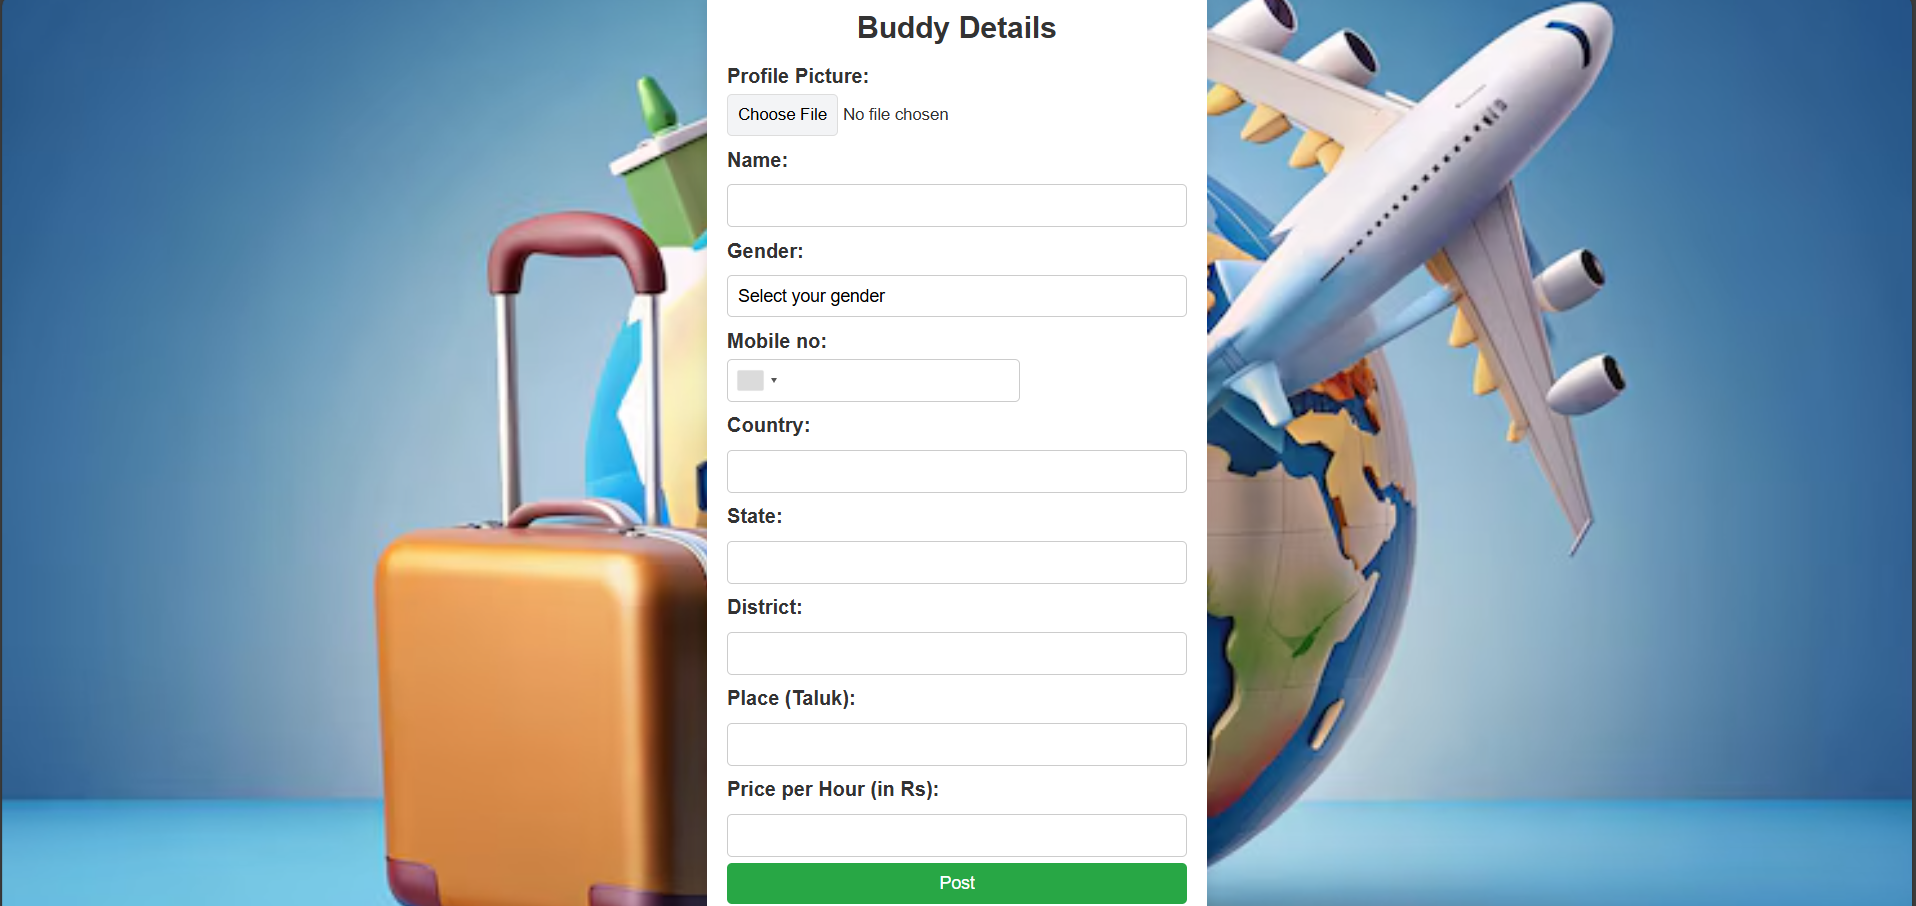 Buddy Details
Profile Picture:
Choose File No file chosen
Name:
Gender:
Select your gender
Mobile no:
Country:
State:
District:
Place (Taluk):
Price per Hour (in Rs):
Post